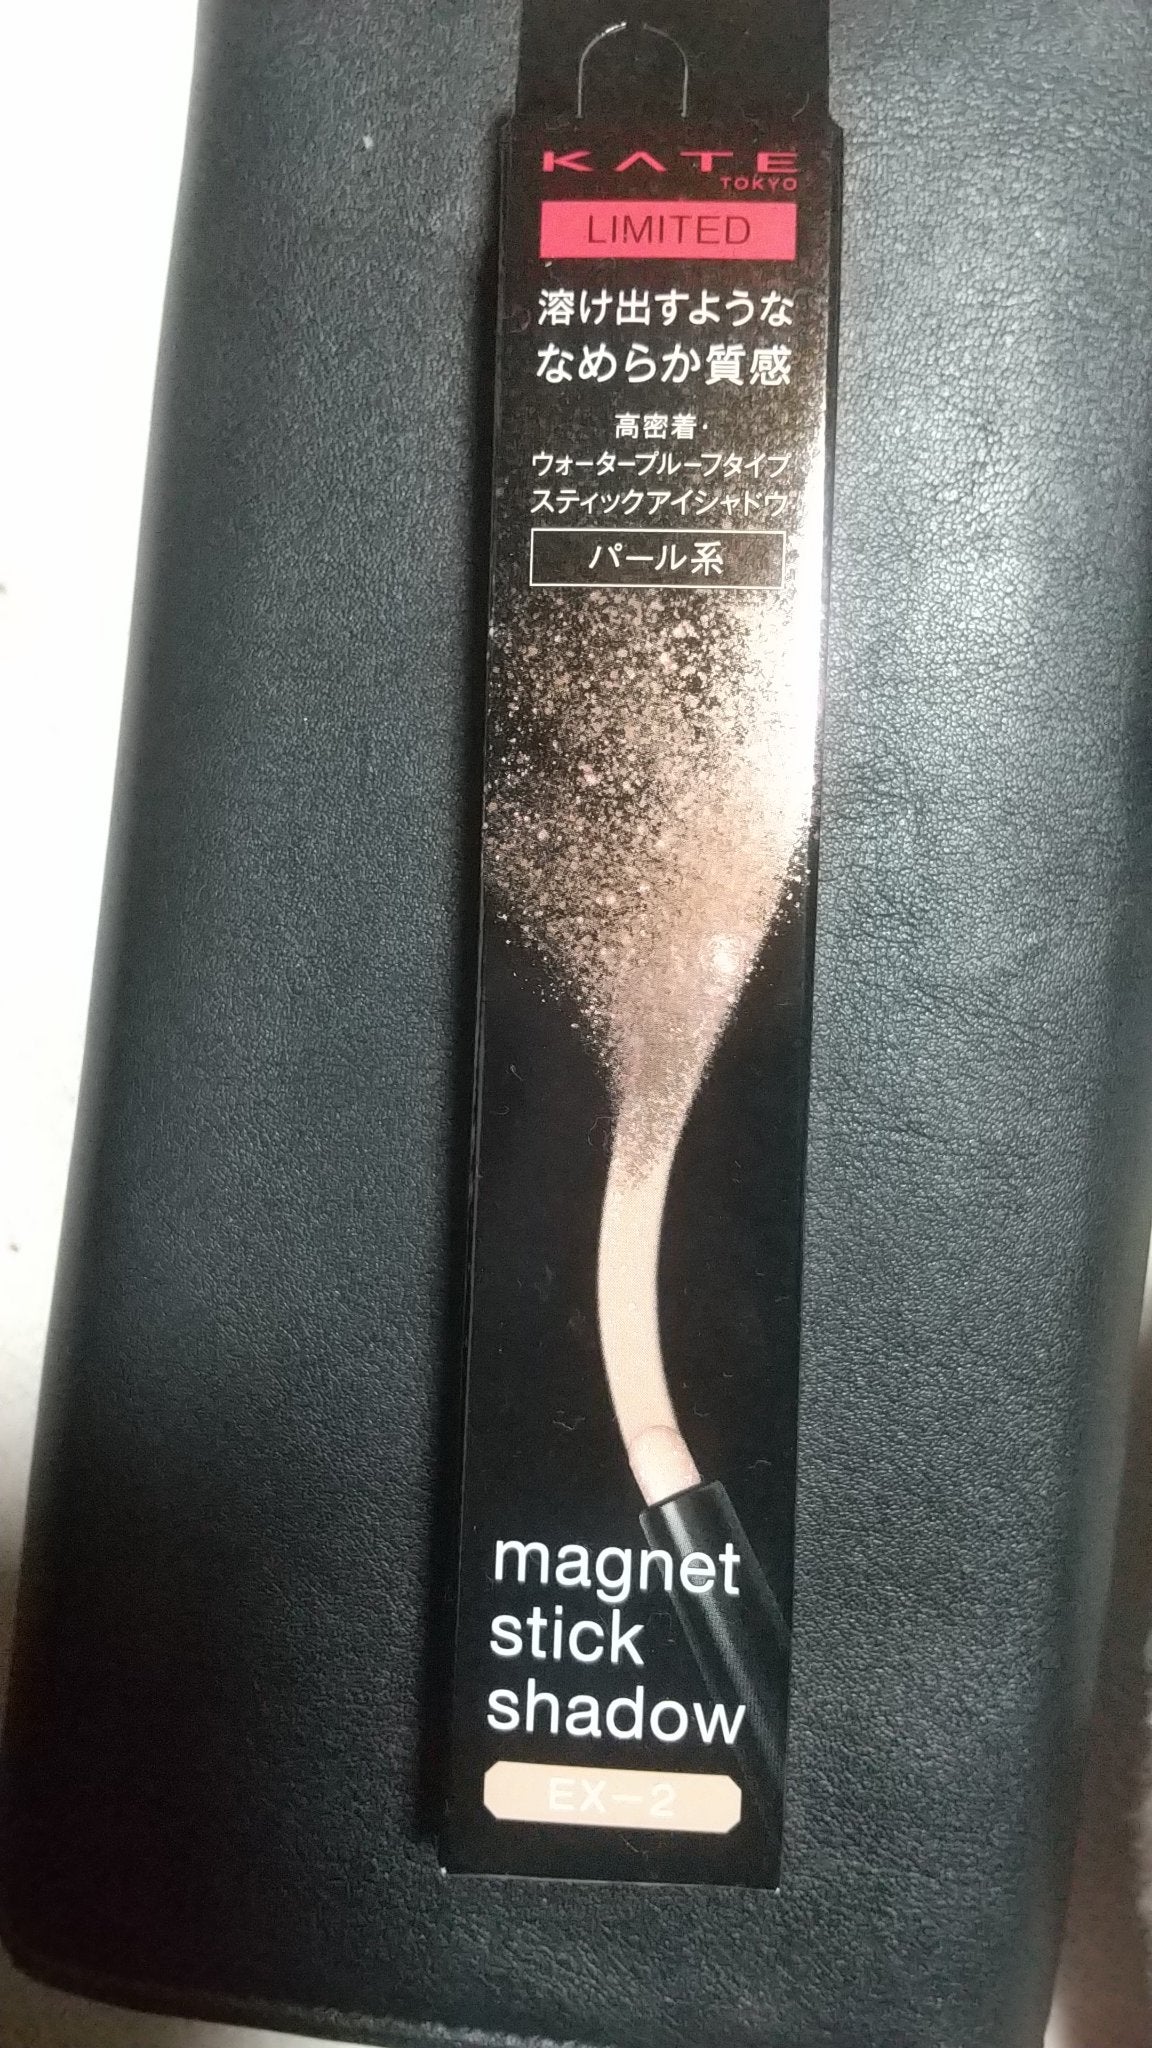 KATE
TOKYO
LIMITED
溶け出すような
なめらか質感
高密着・
ウォータープルーフタイプ
スティックアイシャドウ
パール系
magnet
stick
shadow
EX-2